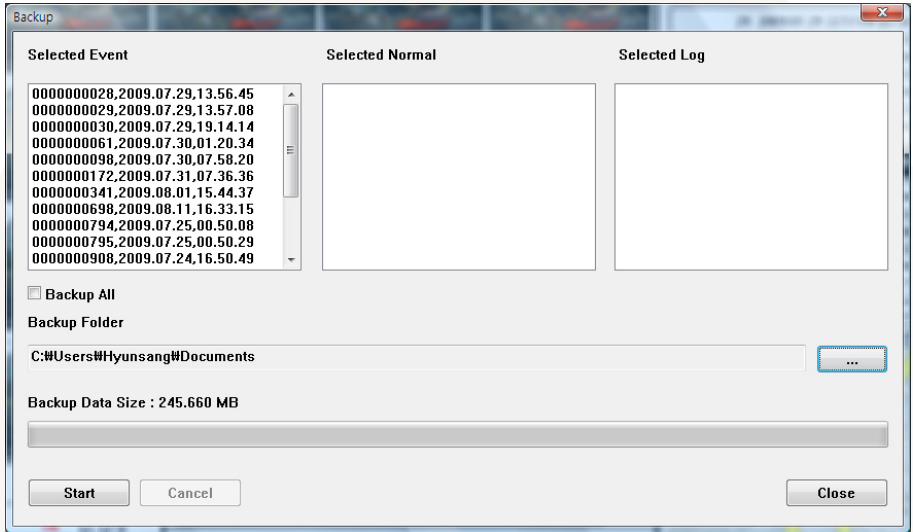 Backup
Selected Event
Selected Normal
Selected Log
0000000028,2009.07.29,13.56.45
0000000029,2009.07.29,13.57.08
0000000030,2009.07.29,19.14.14
0000000061,2009.07.30,01.20.34
0000000098,2009.07.30,07.58.20
0000000172,2009.07.31,07.36.36
0000000341,2009.08.01,15.44.37
0000000698,2009.08.11,16.33.15
0000000794,2009.07.25,00.50.08
0000000795,2009.07.25,00.50.29
0000000908,2009.07.24,16.50.49
Backup All
Backup Folder
C:₩Users₩Hyunsang₩Documents
...
Backup Data Size : 245.660 MB
Start
Cancel
Close